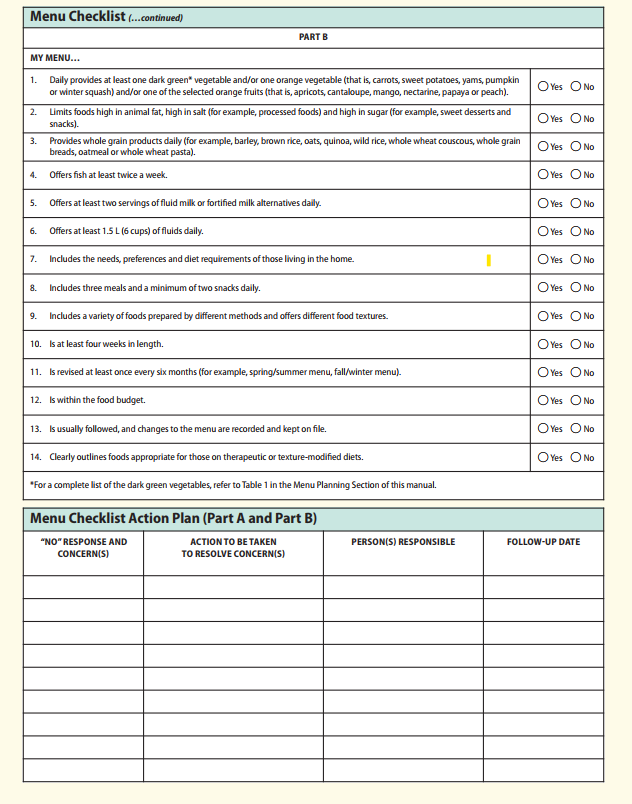 Menu Checklist (...continued)
PART B
MY MENU...
1. Daily provides at least one dark green* vegetable and/or one orange vegetable (that is, carrots, sweet potatoes, yams, pumpkin
or winter squash) and/or one of the selected orange fruits (that is, apricots, cantaloupe, mango, nectarine, papaya or peach).
Yes No
2. Limits foods high in animal fat, high in salt (for example, processed foods) and high in sugar (for example, sweet desserts and
snacks).
Yes No
3. Provides whole grain products daily (for example, barley, brown rice, oats, quinoa, wild rice, whole wheat couscous, whole grain
breads, oatmeal or whole wheat pasta).
Yes No
4. Offers fish at least twice a week. Yes No
5. Offers at least two servings of fluid milk or fortified milk alternatives daily. Yes No
6. Offers at least 1.5 L (6 cups) of fluids daily. Yes No
7. Includes the needs, preferences and diet requirements of those living in the home. Yes No
8. Includes three meals and a minimum of two snacks daily. Yes No
9. Includes a variety of foods prepared by different methods and offers different food textures. Yes No
10. Is at least four weeks in length. Yes No
11. Is revised at least once every six months (for example, spring/summer menu, fall/winter menu). Yes No
12. Is within the food budget. Yes No
13. Is usually followed, and changes to the menu are recorded and kept on file. Yes No
14. Clearly outlines foods appropriate for those on therapeutic or texture-modified diets. Yes No
*For a complete list of the dark green vegetables, refer to Table 1 in the Menu Planning Section of this manual.
Menu Checklist Action Plan (Part A and Part B)
"NO" RESPONSE AND
CONCERN(S)
ACTION TO BE TAKEN
TO RESOLVE CONCERN(S)
PERSON(S) RESPONSIBLE
FOLLOW-UP DATE